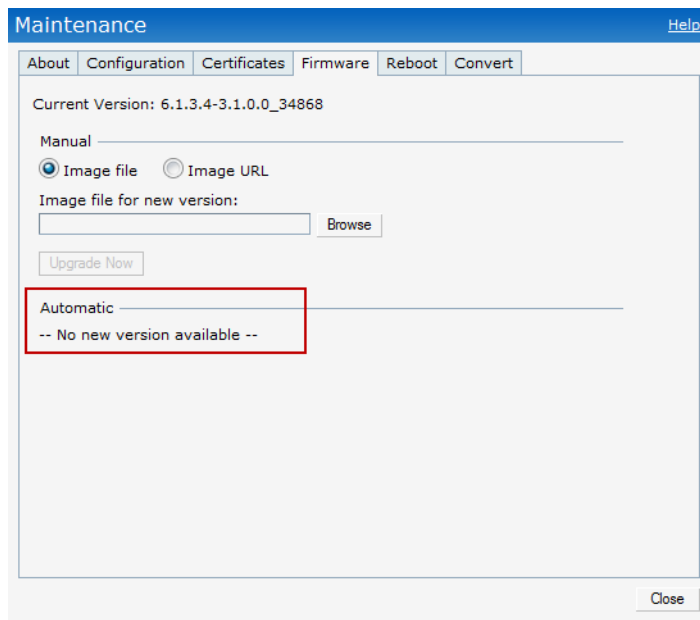 Maintenance Help
About Configuration Certificates Firmware Reboot Convert
Current Version: 6.1.3.4-3.1.0.0_34868
Manual
Image file Image URL
Image file for new version:
Browse
Upgrade Now
Automatic
-- No new version available --
Close